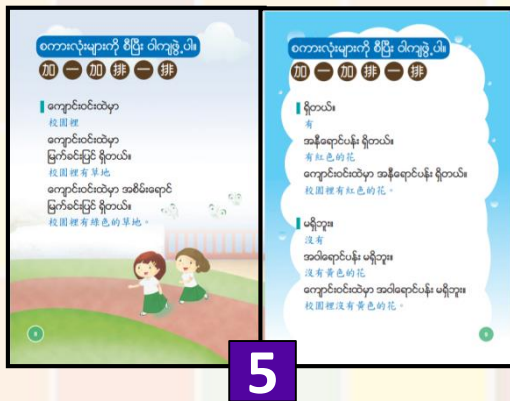 စကားလုံးများကို စီပြီး ဝါကျဖွဲ့ပါ။
加一加排一排
ကျောင်းဝင်းထဲမှာ
校園裡
ကျောင်းဝင်းထဲမှာ
မြက်ခင်းပြင် ရှိတယ်။
校園裡有草地
ကျောင်းဝင်းထဲမှာ အစိမ်းရောင်
မြက်ခင်းပြင် ရှိတယ်။
校園裡有綠色的草地。
စကားလုံးများကို စီပြီး ဝါကျဖွဲ့ပါ။
加一加排一排
ရှိတယ်။
有
အနီရောင်ပန်း ရှိတယ်။
有紅色的花
ကျောင်းဝင်းထဲမှာ အနီရောင်ပန်း ရှိတယ်။
校園裡有紅色的花。
မရှိဘူး။
沒有
အဝါရောင်ပန်း မရှိဘူး။
沒有黃色的花
ကျောင်းဝင်းထဲမှာ အဝါရောင်ပန်း မရှိဘူး။
校園裡沒有黃色的花。
5